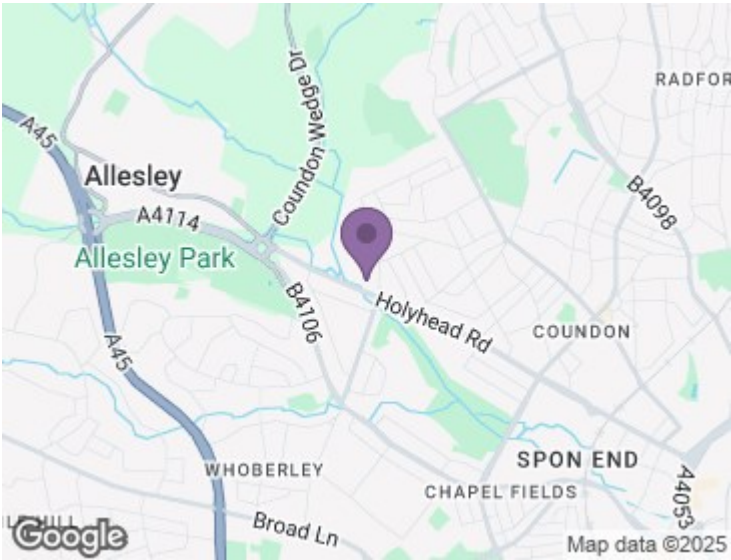 RADFOR
A45
Allesley
Coundon Wedge Dr
B4098
A4114
Allesley Park
B4106
Holyhead Rd
COUNDON
A45
WHOBERLEY
SPON END
CHAPEL FIELDS
A4053
Broad Ln
Google
Map data ©2025